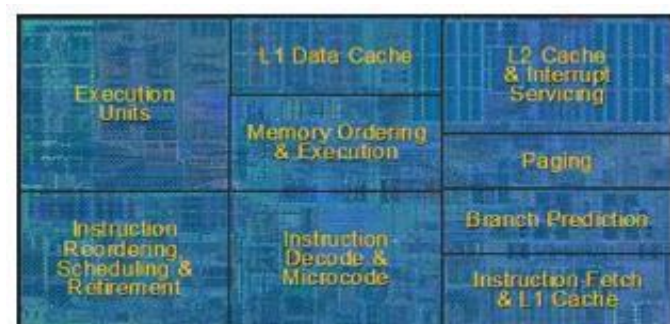 Execution
Units
L1 Data Cache
Memory Ordering
& Execution
L2 Cache
& Interrupt
Servicing
Paging
Instruction
Reordering
Scheduling &
Retirement
Instruction
Decode &
Microcode
Branch Prediction
Instruction Fetch
& L1 Cache